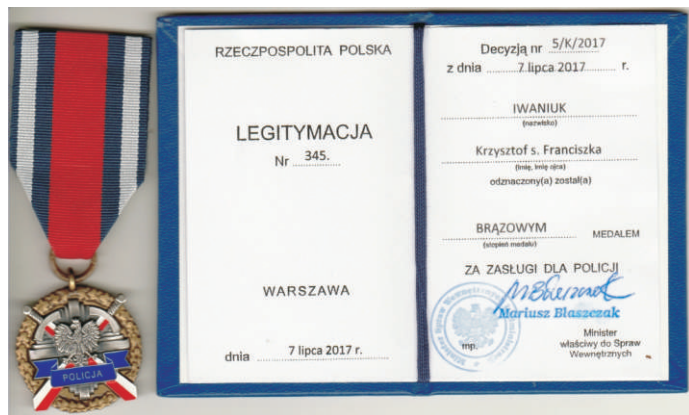 POLICJA
RZECZPOSPOLITA POLSKA
LEGITYMACJA
Nr 345.
WARSZAWA
dnia 7 lipca 2017 r.
Decyzją nr 5/K/2017
z dnia 7 lipca 2017 r.
IWANIUK
(nazwisko)
Krzysztof s. Franciszka
(imię, imię ojca)
odznaczony(a) został(a)
BRĄZOWYM MEDALEM
(stopień medalu)
ZA ZASŁUGI DLA POLICJI
Mariusz Błaszczak
Minister
mp. właściwy do Spraw
Wewnętrznych